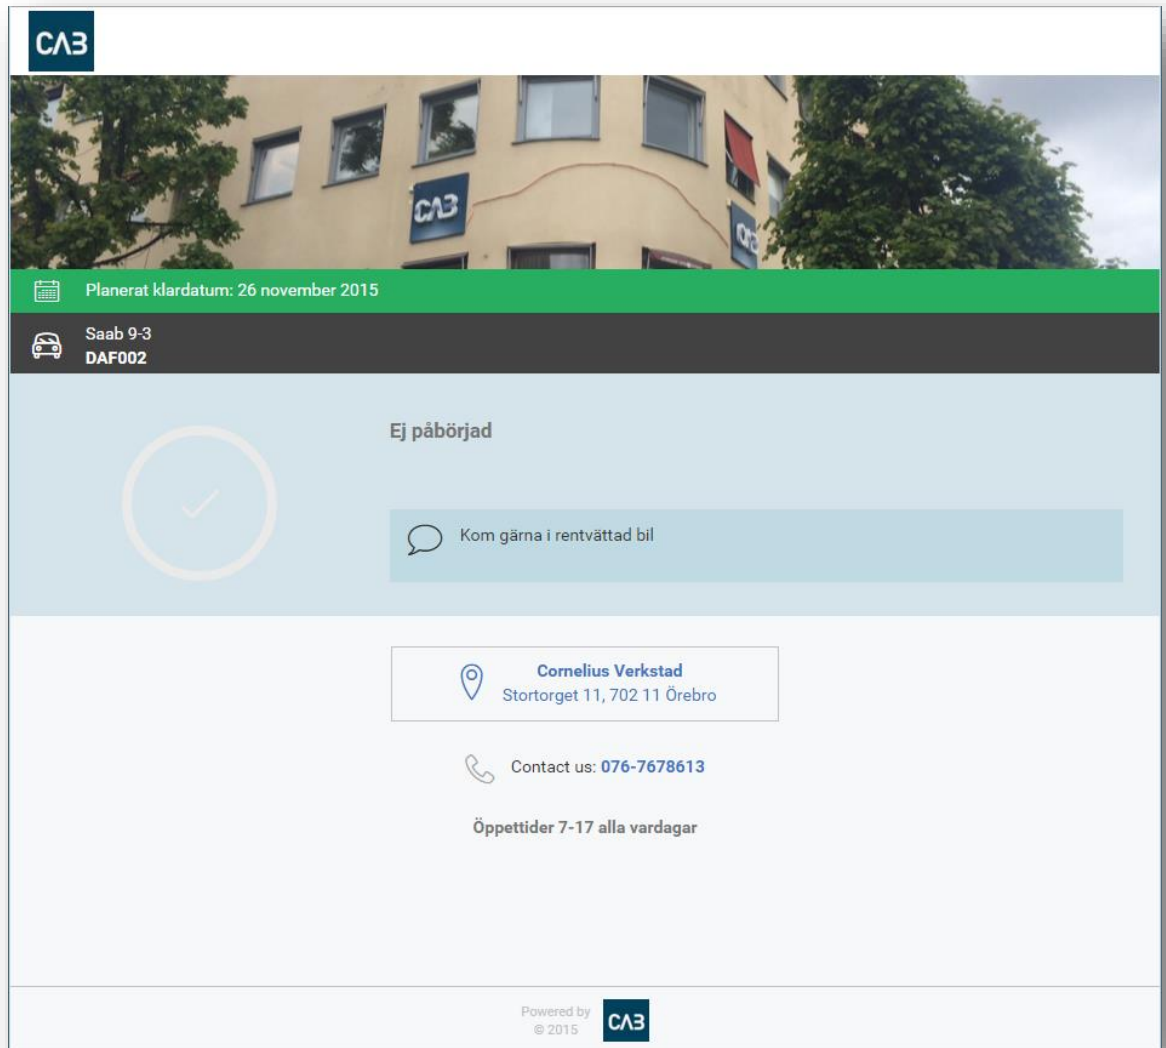 CAB
CAB
CAB
Planerat klardatum: 26 november 2015
Saab 9-3
DAF002
Ej påbörjad
Kom gärna i rentvättad bil
Cornelius Verkstad
Stortorget 11, 702 11 Örebro
Contact us: 076-7678613
Öppettider 7-17 alla vardagar
Powered by
© 2015
CAB